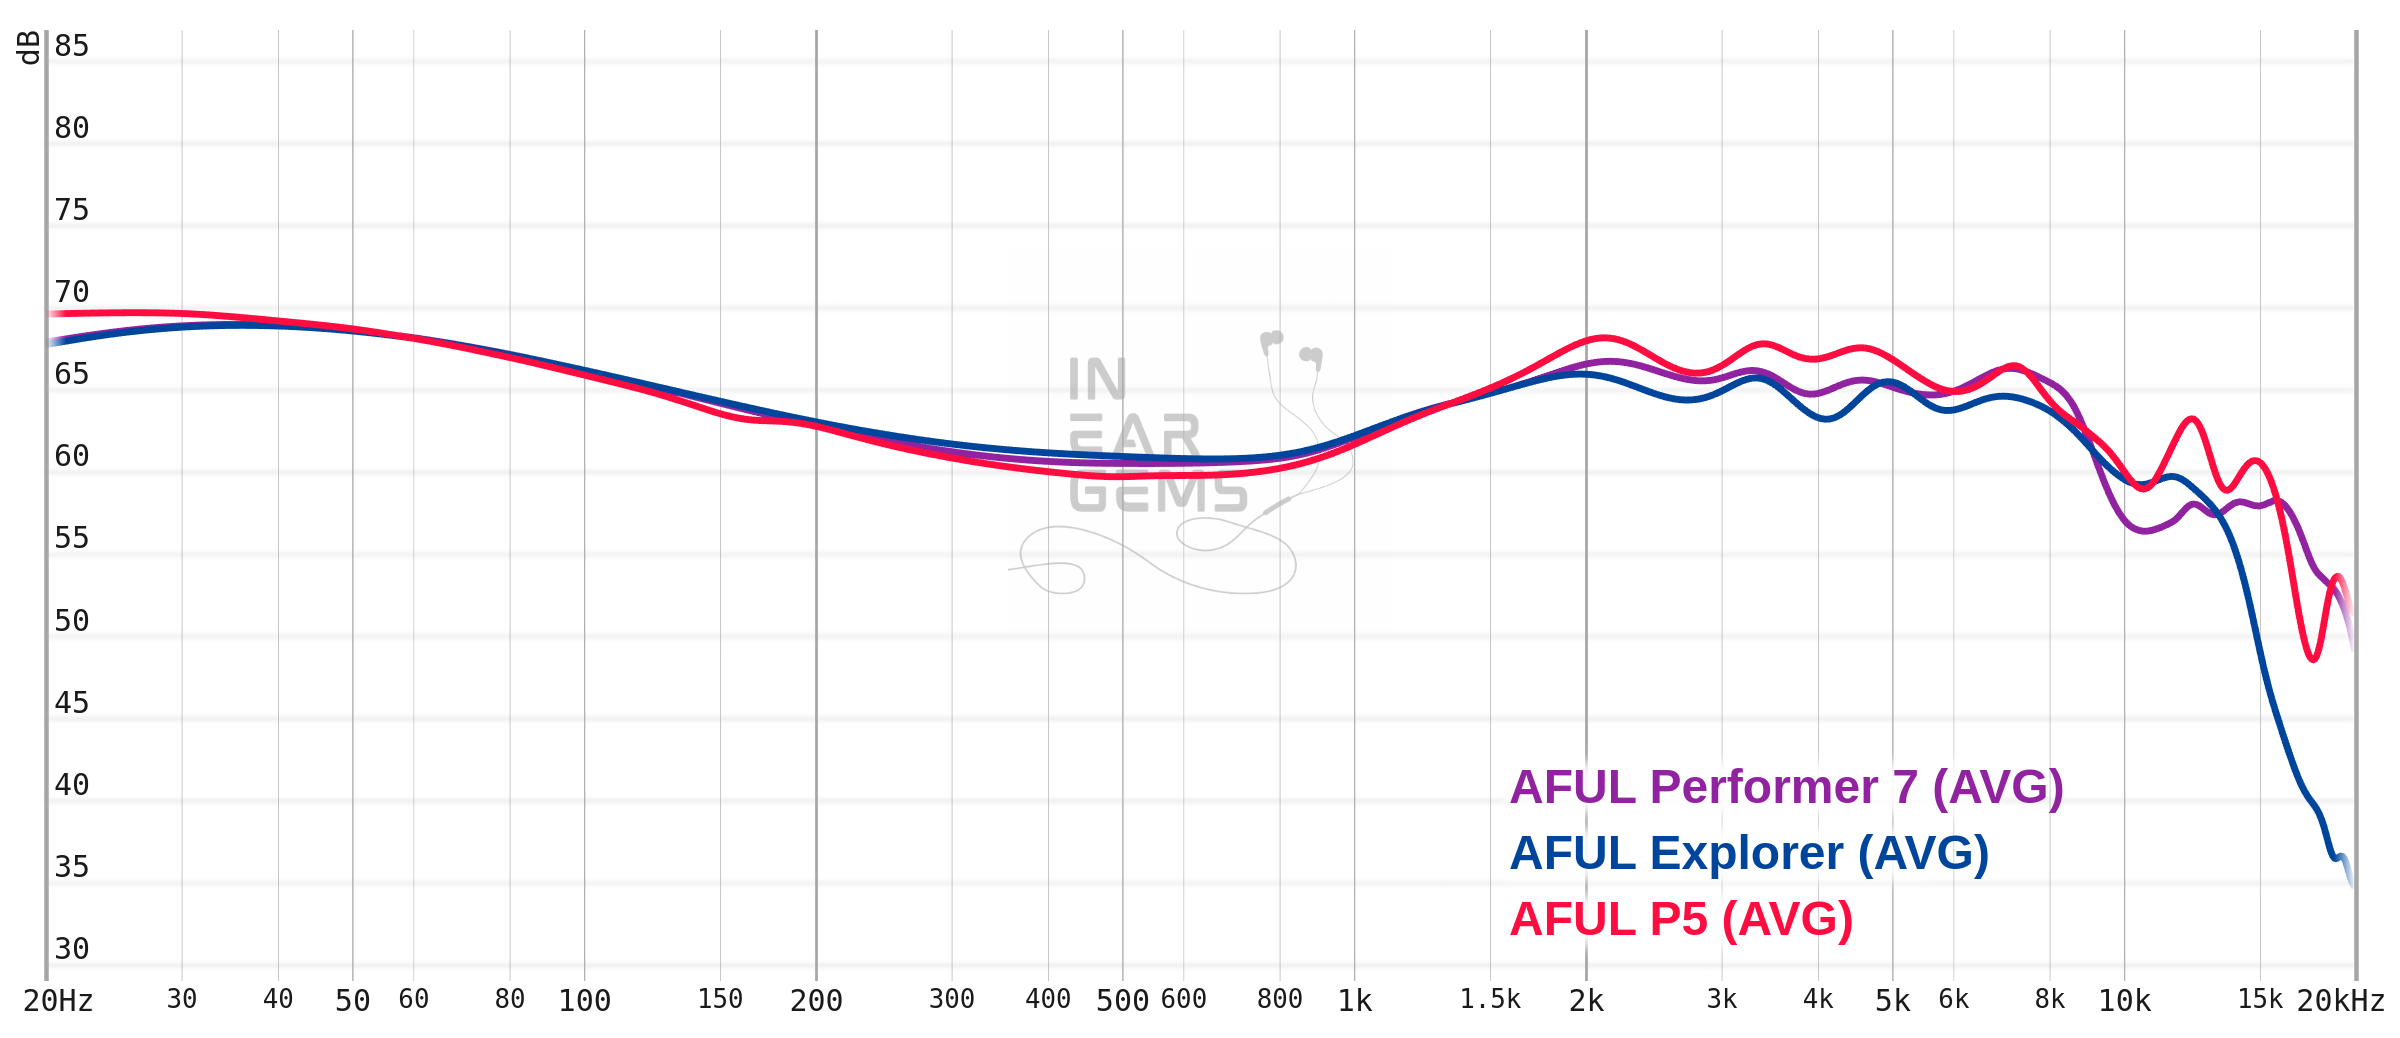 dB
85
80
75
70
65
60
55
50
45
40
35
30
IN
EAR
GEMS
AFUL Performer 7 (AVG)
AFUL Explorer (AVG)
AFUL P5 (AVG)
20Hz 30 40 50 60 80 100 150 200 300 400 500 600 800 1k 1.5k 2k 3k 4k 5k 6k 8k 10k 15k 20kHz